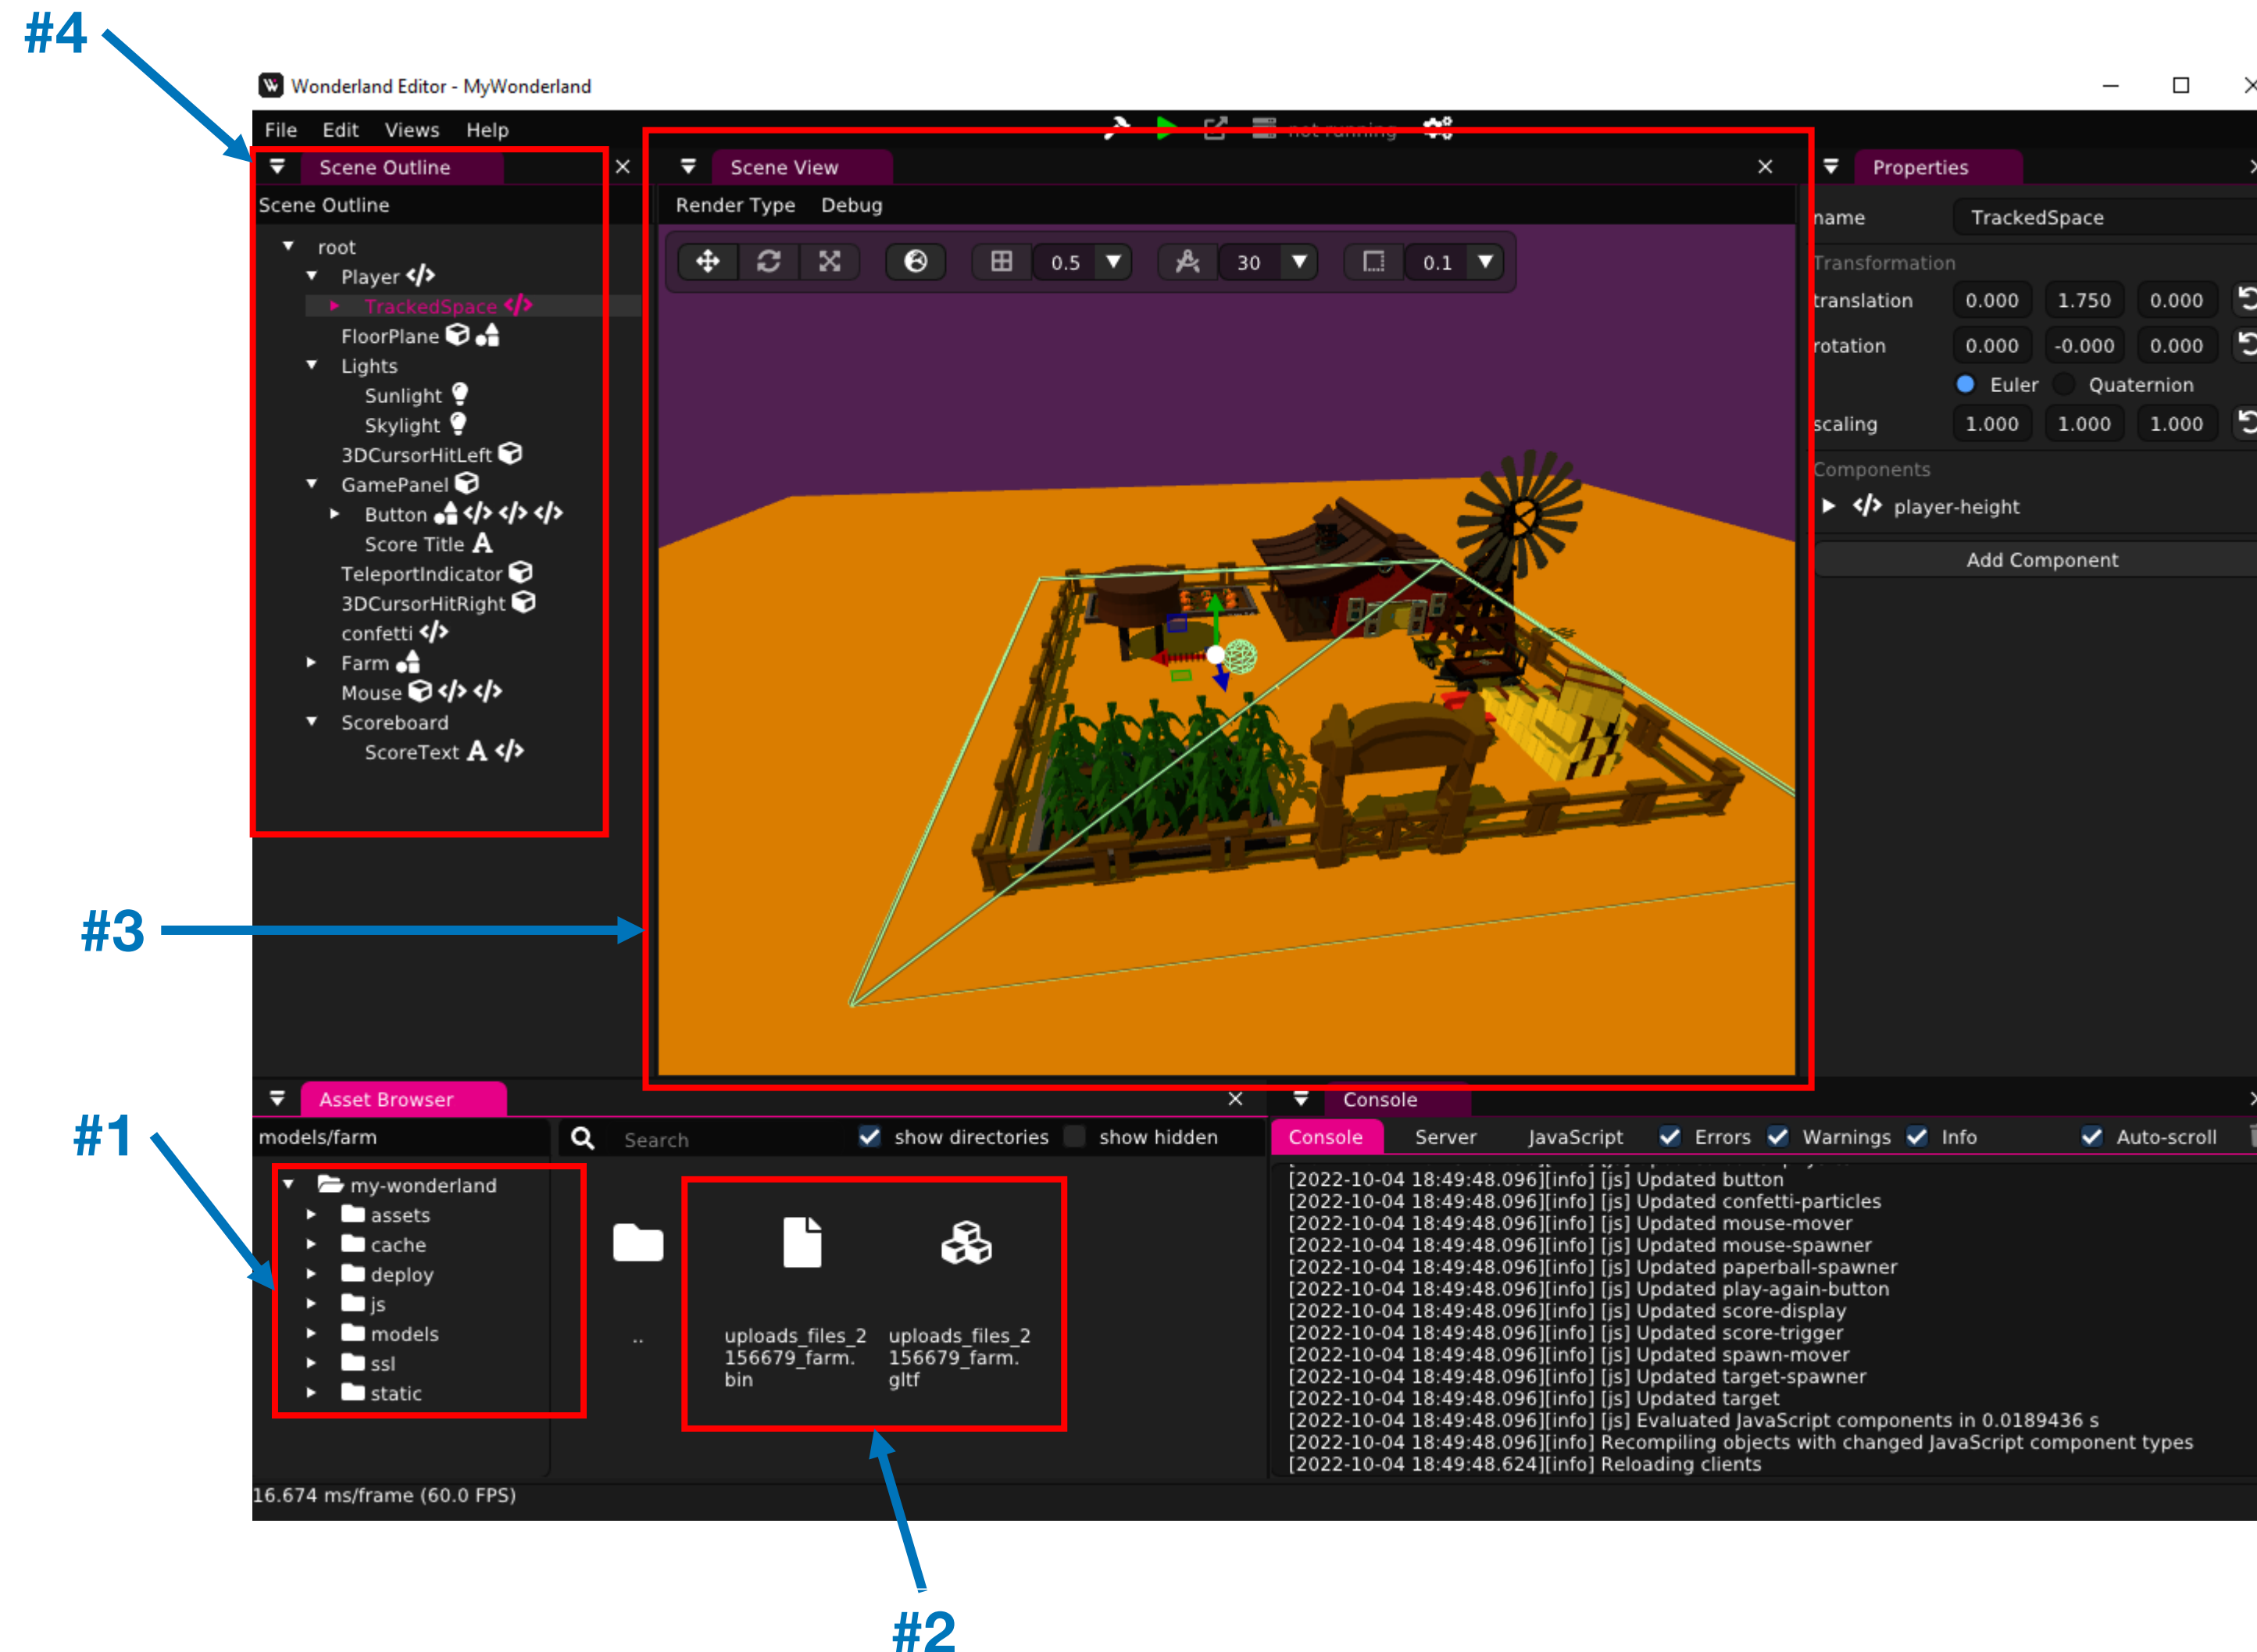 #4
Wonderland Editor - MyWonderland
File Edit Views Help
not running
Scene Outline
Scene Outline
root
Player
TrackedSpace
FloorPlane
Lights
Sunlight
Skylight
3DCursorHitLeft
GamePanel
Button
Score Title
TeleportIndicator
3DCursorHitRight
confetti
Farm
Mouse
Scoreboard
ScoreText
Scene View
Render Type Debug
0.5 30 0.1
Properties
name TrackedSpace
Transformation
translation 0.000 1.750 0.000
rotation 0.000 -0.000 0.000
Euler Quaternion
scaling 1.000 1.000 1.000
Components
player-height
Add Component
#3
#1
Asset Browser
models/farm
Search show directories show hidden
my-wonderland
assets
cache
deploy
js
models
ssl
static
..
uploads_files_2
156679_farm.
bin
uploads_files_2
156679_farm.
gltf
Console
Console Server JavaScript Errors Warnings Info Auto-scroll
[2022-10-04 18:49:48.096][info] [js] Updated button
[2022-10-04 18:49:48.096][info] [js] Updated confetti-particles
[2022-10-04 18:49:48.096][info] [js] Updated mouse-mover
[2022-10-04 18:49:48.096][info] [js] Updated mouse-spawner
[2022-10-04 18:49:48.096][info] [js] Updated paperball-spawner
[2022-10-04 18:49:48.096][info] [js] Updated play-again-button
[2022-10-04 18:49:48.096][info] [js] Updated score-display
[2022-10-04 18:49:48.096][info] [js] Updated score-trigger
[2022-10-04 18:49:48.096][info] [js] Updated spawn-mover
[2022-10-04 18:49:48.096][info] [js] Updated target-spawner
[2022-10-04 18:49:48.096][info] [js] Updated target
[2022-10-04 18:49:48.096][info] [js] Evaluated JavaScript components in 0.0189436 s
[2022-10-04 18:49:48.096][info] Recompiling objects with changed JavaScript component types
[2022-10-04 18:49:48.624][info] Reloading clients
16.674 ms/frame (60.0 FPS)
#2